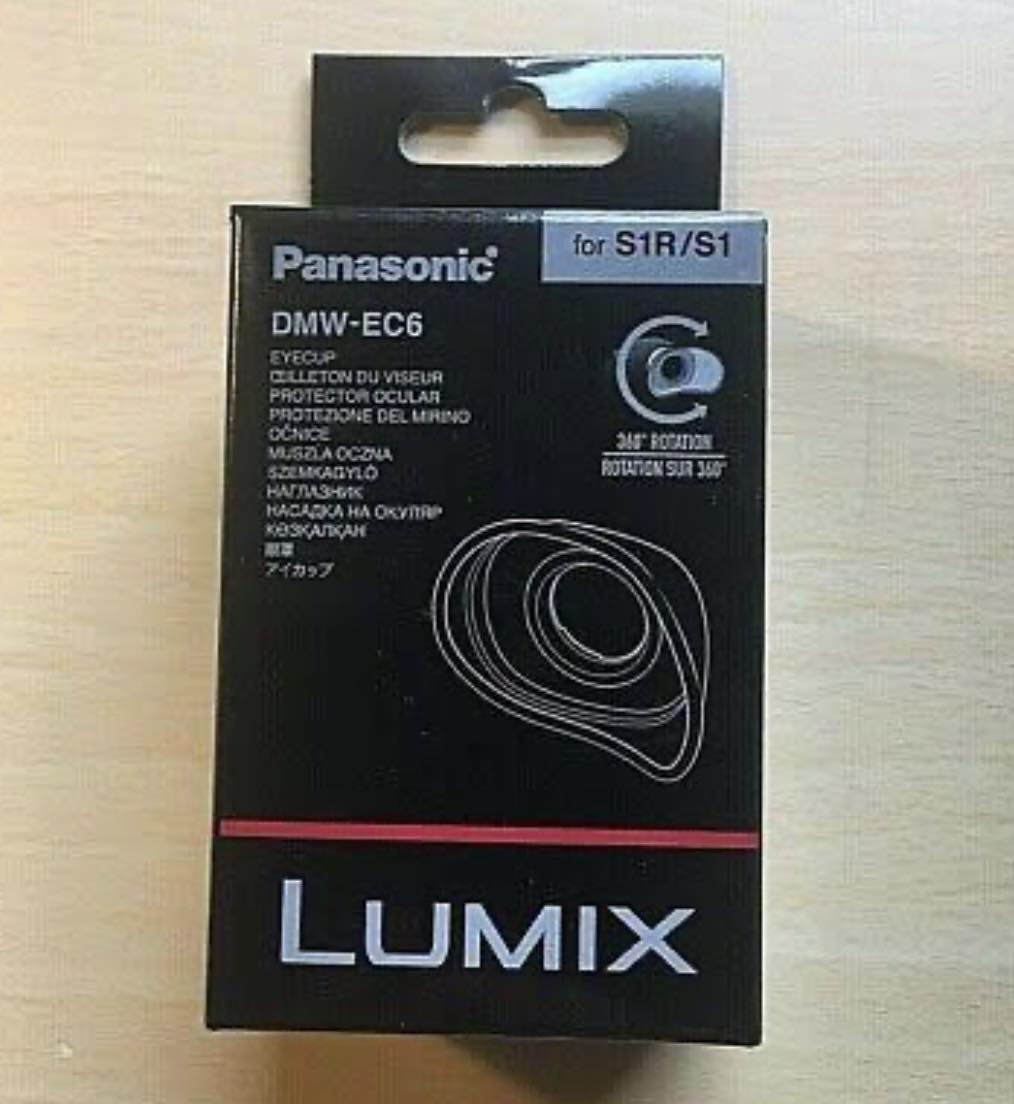 Panasonic
for S1R/S1
DMW-EC6
EYECUP
ŒILLETON DU VISEUR
PROTECTOR OCULAR
PROTEZIONE DEL MIRINO
OČNICE
MUSZLA OCZNA
SZEMKAGYLÓ
НАГЛАЗНИК
НАСАДКА НА ОКУЛЯР
КӨЗҚАЛҚАН
眼罩
アイカップ
360° ROTATION
ROTATION SUR 360°
LUMIX